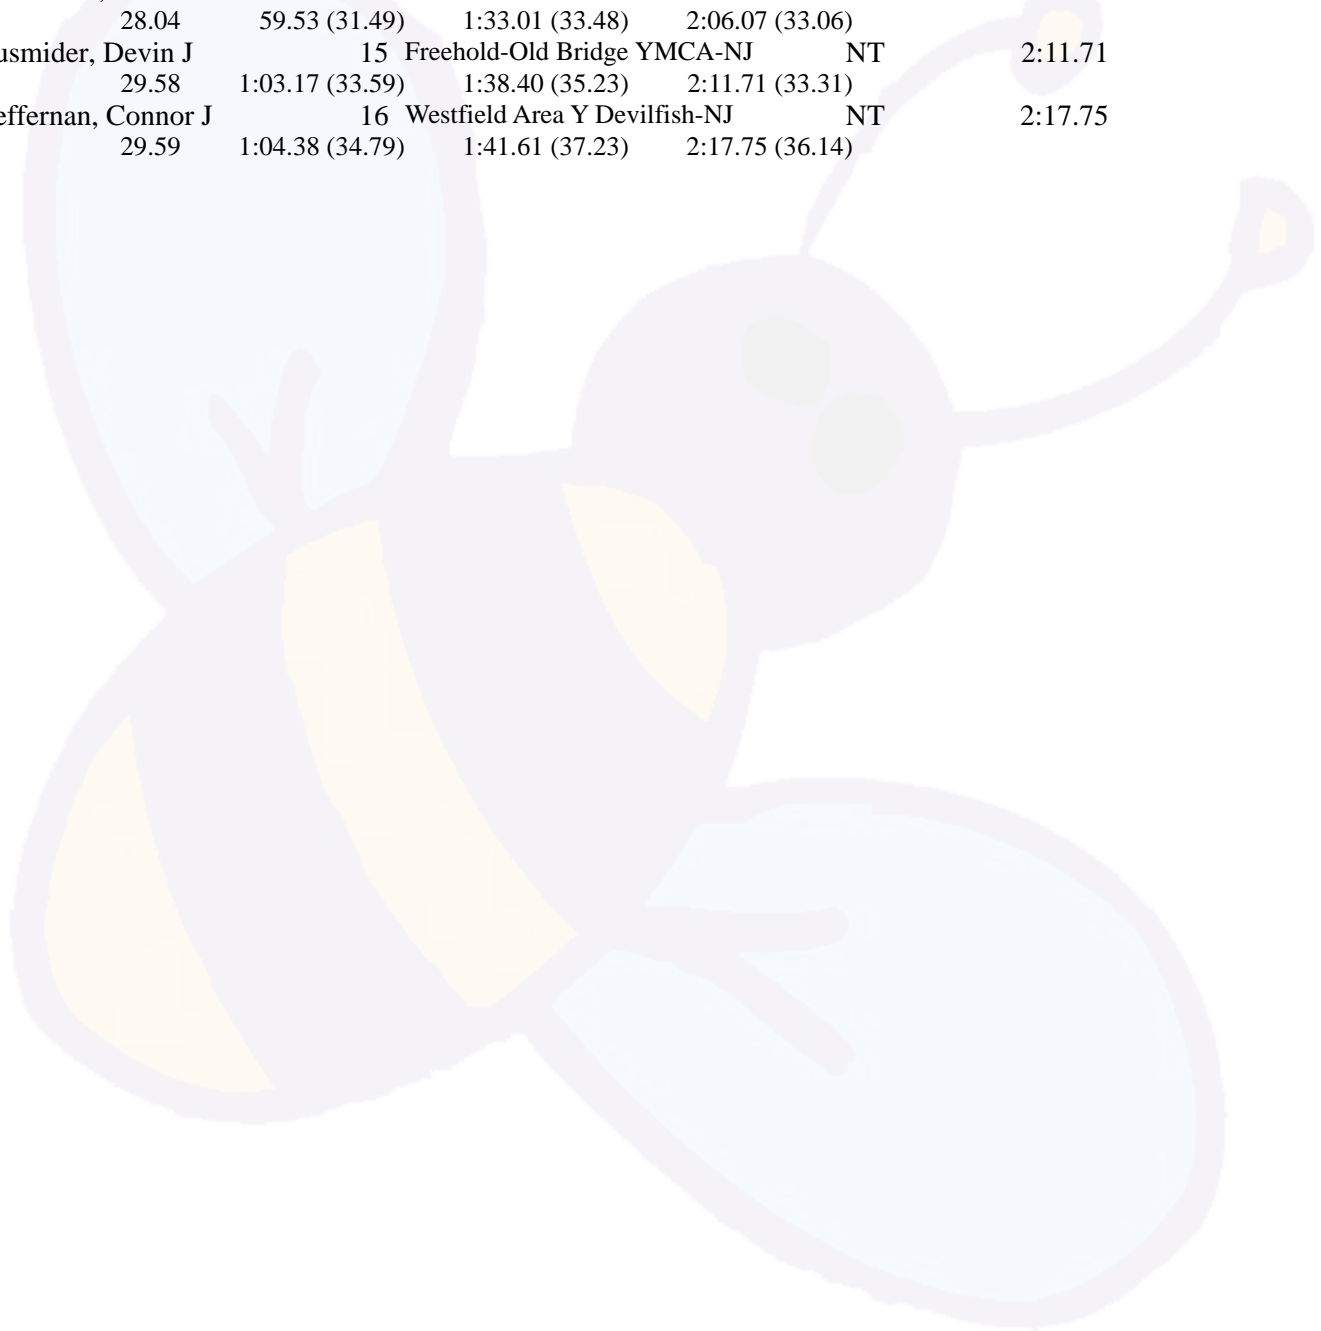 28.04 59.53 (31.49) 1:33.01 (33.48) 2:06.07 (33.06)
usmider, Devin J 15 Freehold-Old Bridge YMCA-NJ NT 2:11.71
29.58 1:03.17 (33.59) 1:38.40 (35.23) 2:11.71 (33.31)
effernan, Connor J 16 Westfield Area Y Devilfish-NJ NT 2:17.75
29.59 1:04.38 (34.79) 1:41.61 (37.23) 2:17.75 (36.14)